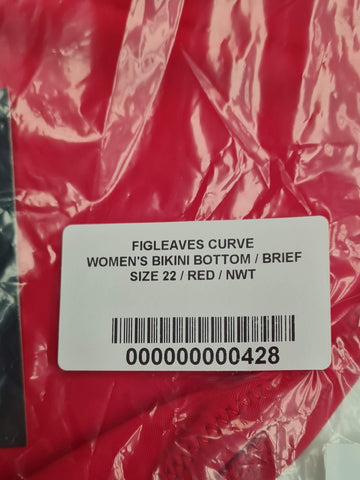 FIGLEAVES CURVE
WOMEN'S BIKINI BOTTOM / BRIEF
SIZE 22 / RED / NWT
000000000428